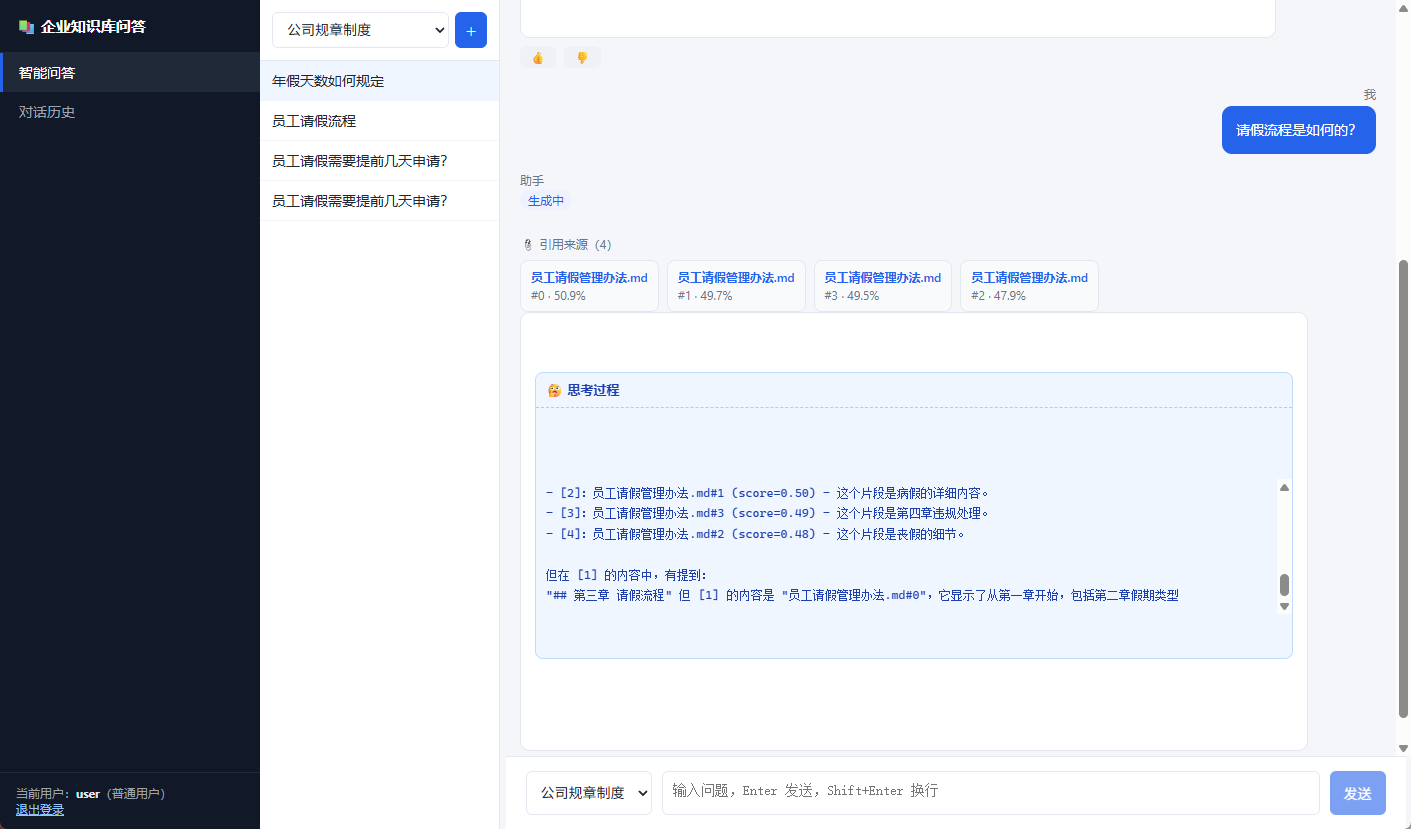 企业知识库问答
智能问答
对话历史
当前用户：user（普通用户）
退出登录
公司规章制度
+
年假天数如何规定
员工请假流程
员工请假需要提前几天申请?
员工请假需要提前几天申请?
我
请假流程是如何的?
助手
生成中
引用来源（4）
员工请假管理办法.md
#0 · 50.9%
员工请假管理办法.md
#1 · 49.7%
员工请假管理办法.md
#3 · 49.5%
员工请假管理办法.md
#2 · 47.9%
思考过程
- [2]: 员工请假管理办法.md#1 (score=0.50) - 这个片段是病假的详细内容。
- [3]: 员工请假管理办法.md#3 (score=0.49) - 这个片段是第四章违规处理。
- [4]: 员工请假管理办法.md#2 (score=0.48) - 这个片段是丧假的细节。
但在 [1] 的内容中，有提到：
"## 第三章 请假流程" 但 [1] 的内容是 "员工请假管理办法.md#0"，它显示了从第一章开始，包括第二章假期类型
公司规章制度
输入问题，Enter 发送，Shift+Enter 换行
发送